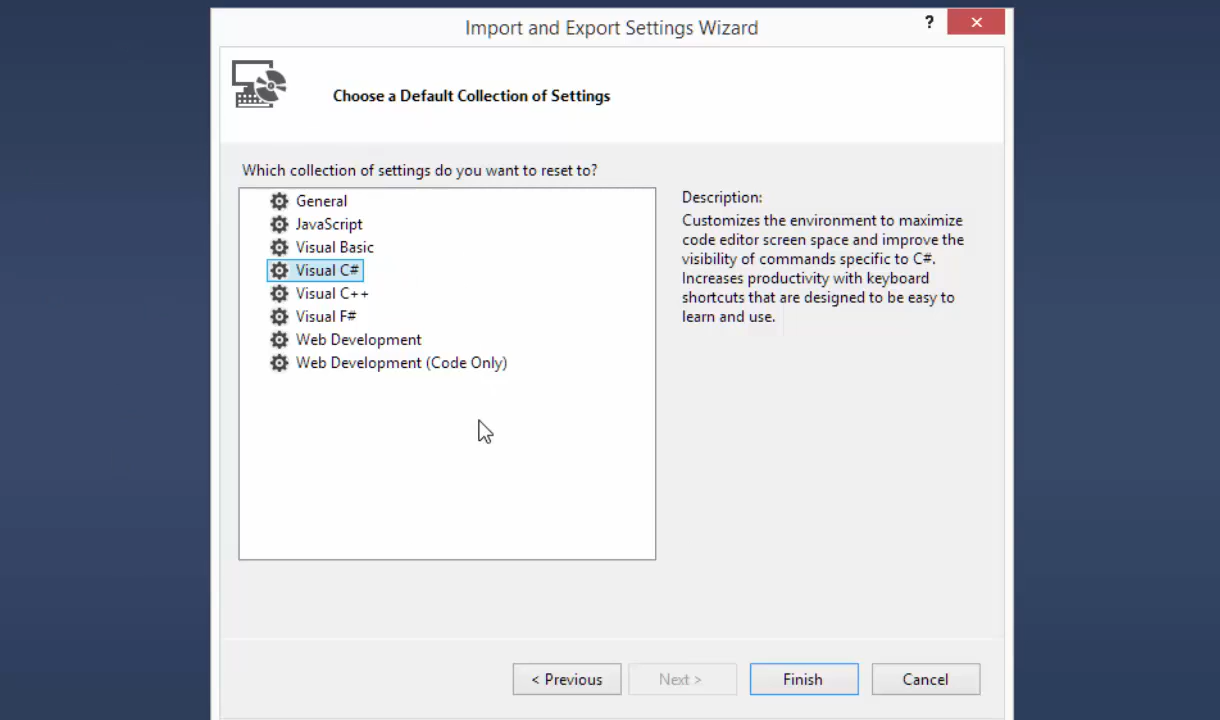 Import and Export Settings Wizard
?
Choose a Default Collection of Settings
Which collection of settings do you want to reset to?
General
JavaScript
Visual Basic
Visual C#
Visual C++
Visual F#
Web Development
Web Development (Code Only)
Description:
Customizes the environment to maximize
code editor screen space and improve the
visibility of commands specific to C#.
Increases productivity with keyboard
shortcuts that are designed to be easy to
learn and use.
< Previous
Next >
Finish
Cancel